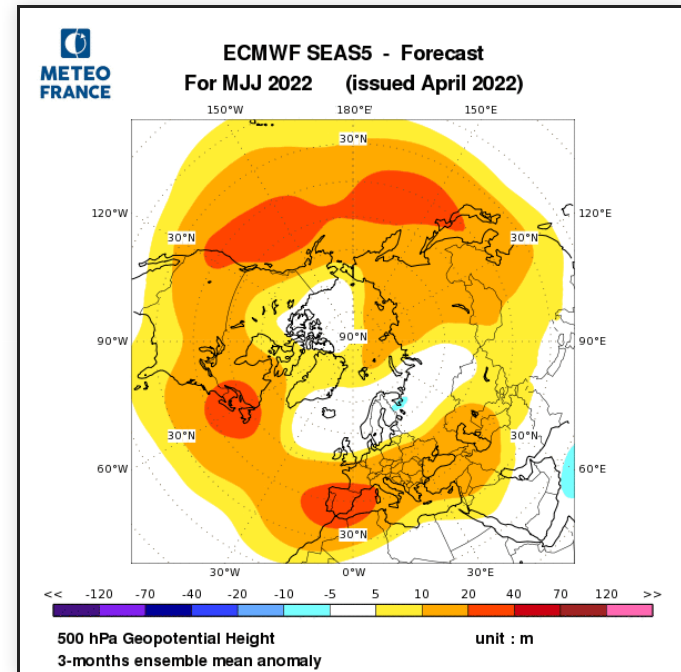 METEO
FRANCE
ECMWF SEAS5 - Forecast
For MJJ 2022 (issued April 2022)
150°W 180°E 150°E
30°N
120°W 120°E
30°N 30°N
90°W 90°N 90°E
30°N 30°N
60°W 60°E
30°N
30°W 0°W 30°E
<< -120 -70 -40 -20 -10 -5 5 10 20 40 70 120 >>
500 hPa Geopotential Height unit : m
3-months ensemble mean anomaly